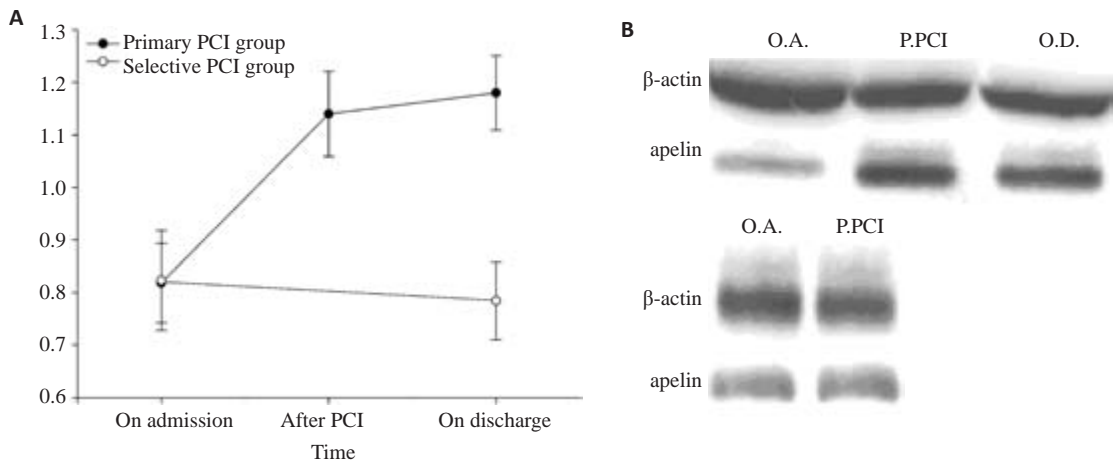 A
1.3
1.2
1.1
1.0
0.9
0.8
0.7
0.6
Primary PCI group
Selective PCI group
On admission After PCI On discharge
Time
B
O.A. P.PCI O.D.
β-actin
apelin
O.A. P.PCI
β-actin
apelin